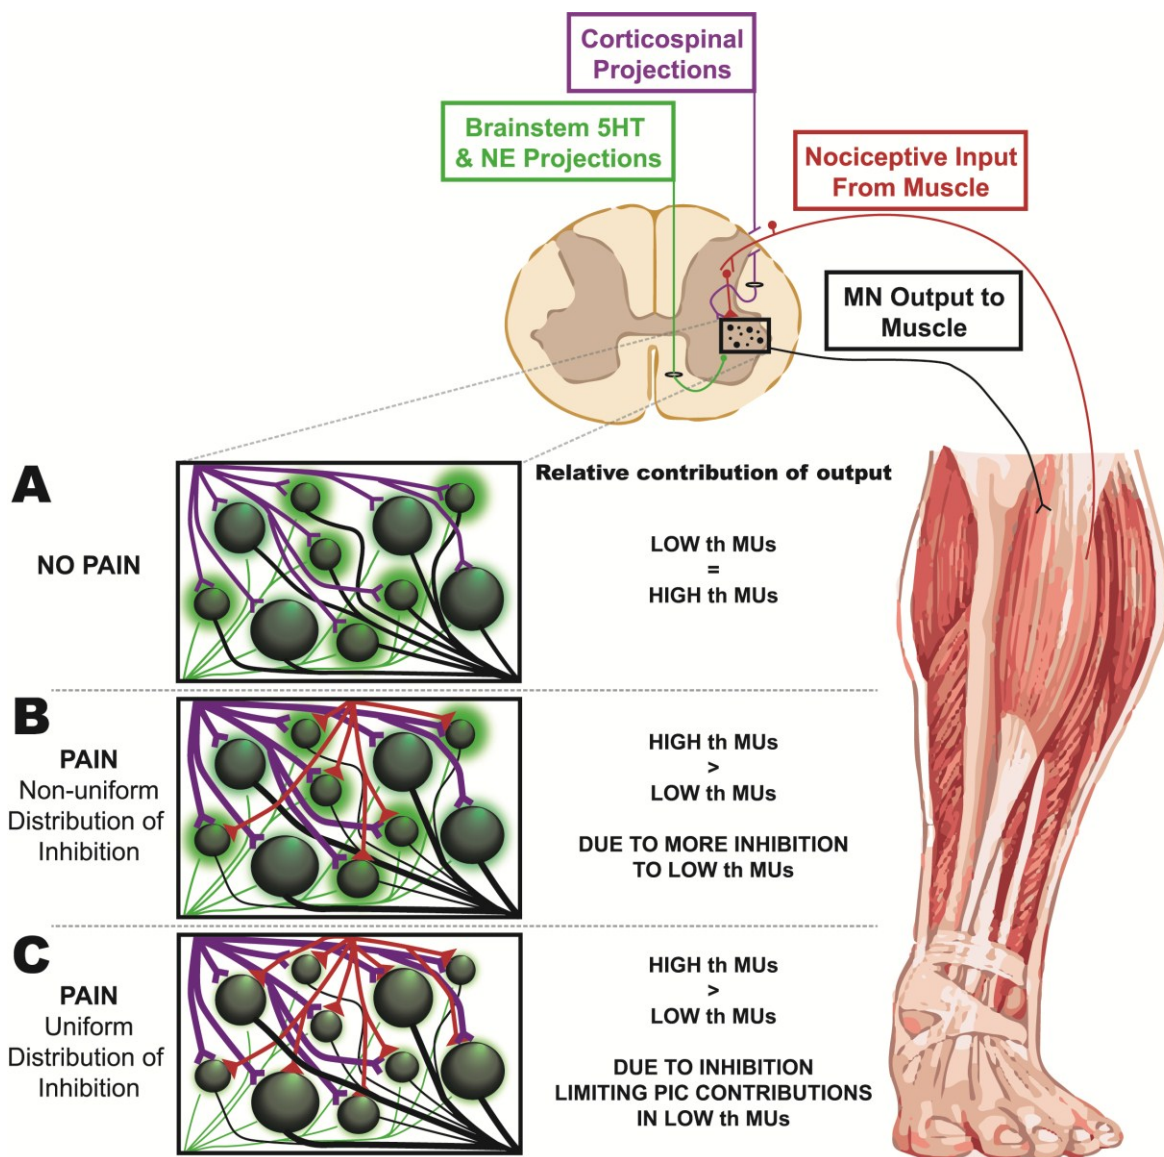 Corticospinal
Projections
Brainstem 5HT
& NE Projections
Nociceptive Input
From Muscle
MN Output to
Muscle
Relative contribution of output
A
NO PAIN
LOW th MUs
=
HIGH th MUs
B
PAIN
Non-uniform
Distribution of
Inhibition
HIGH th MUs
>
LOW th MUs
DUE TO MORE INHIBITION
TO LOW th MUs
C
PAIN
Uniform
Distribution of
Inhibition
HIGH th MUs
>
LOW th MUs
DUE TO INHIBITION
LIMITING PIC CONTRIBUTIONS
IN LOW th MUs